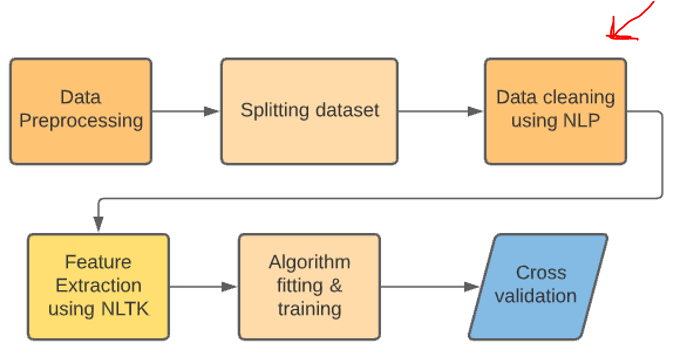 Data
Preprocessing
Splitting dataset
Data cleaning
using NLP
Feature
Extraction
using NLTK
Algorithm
fitting &
training
Cross
validation